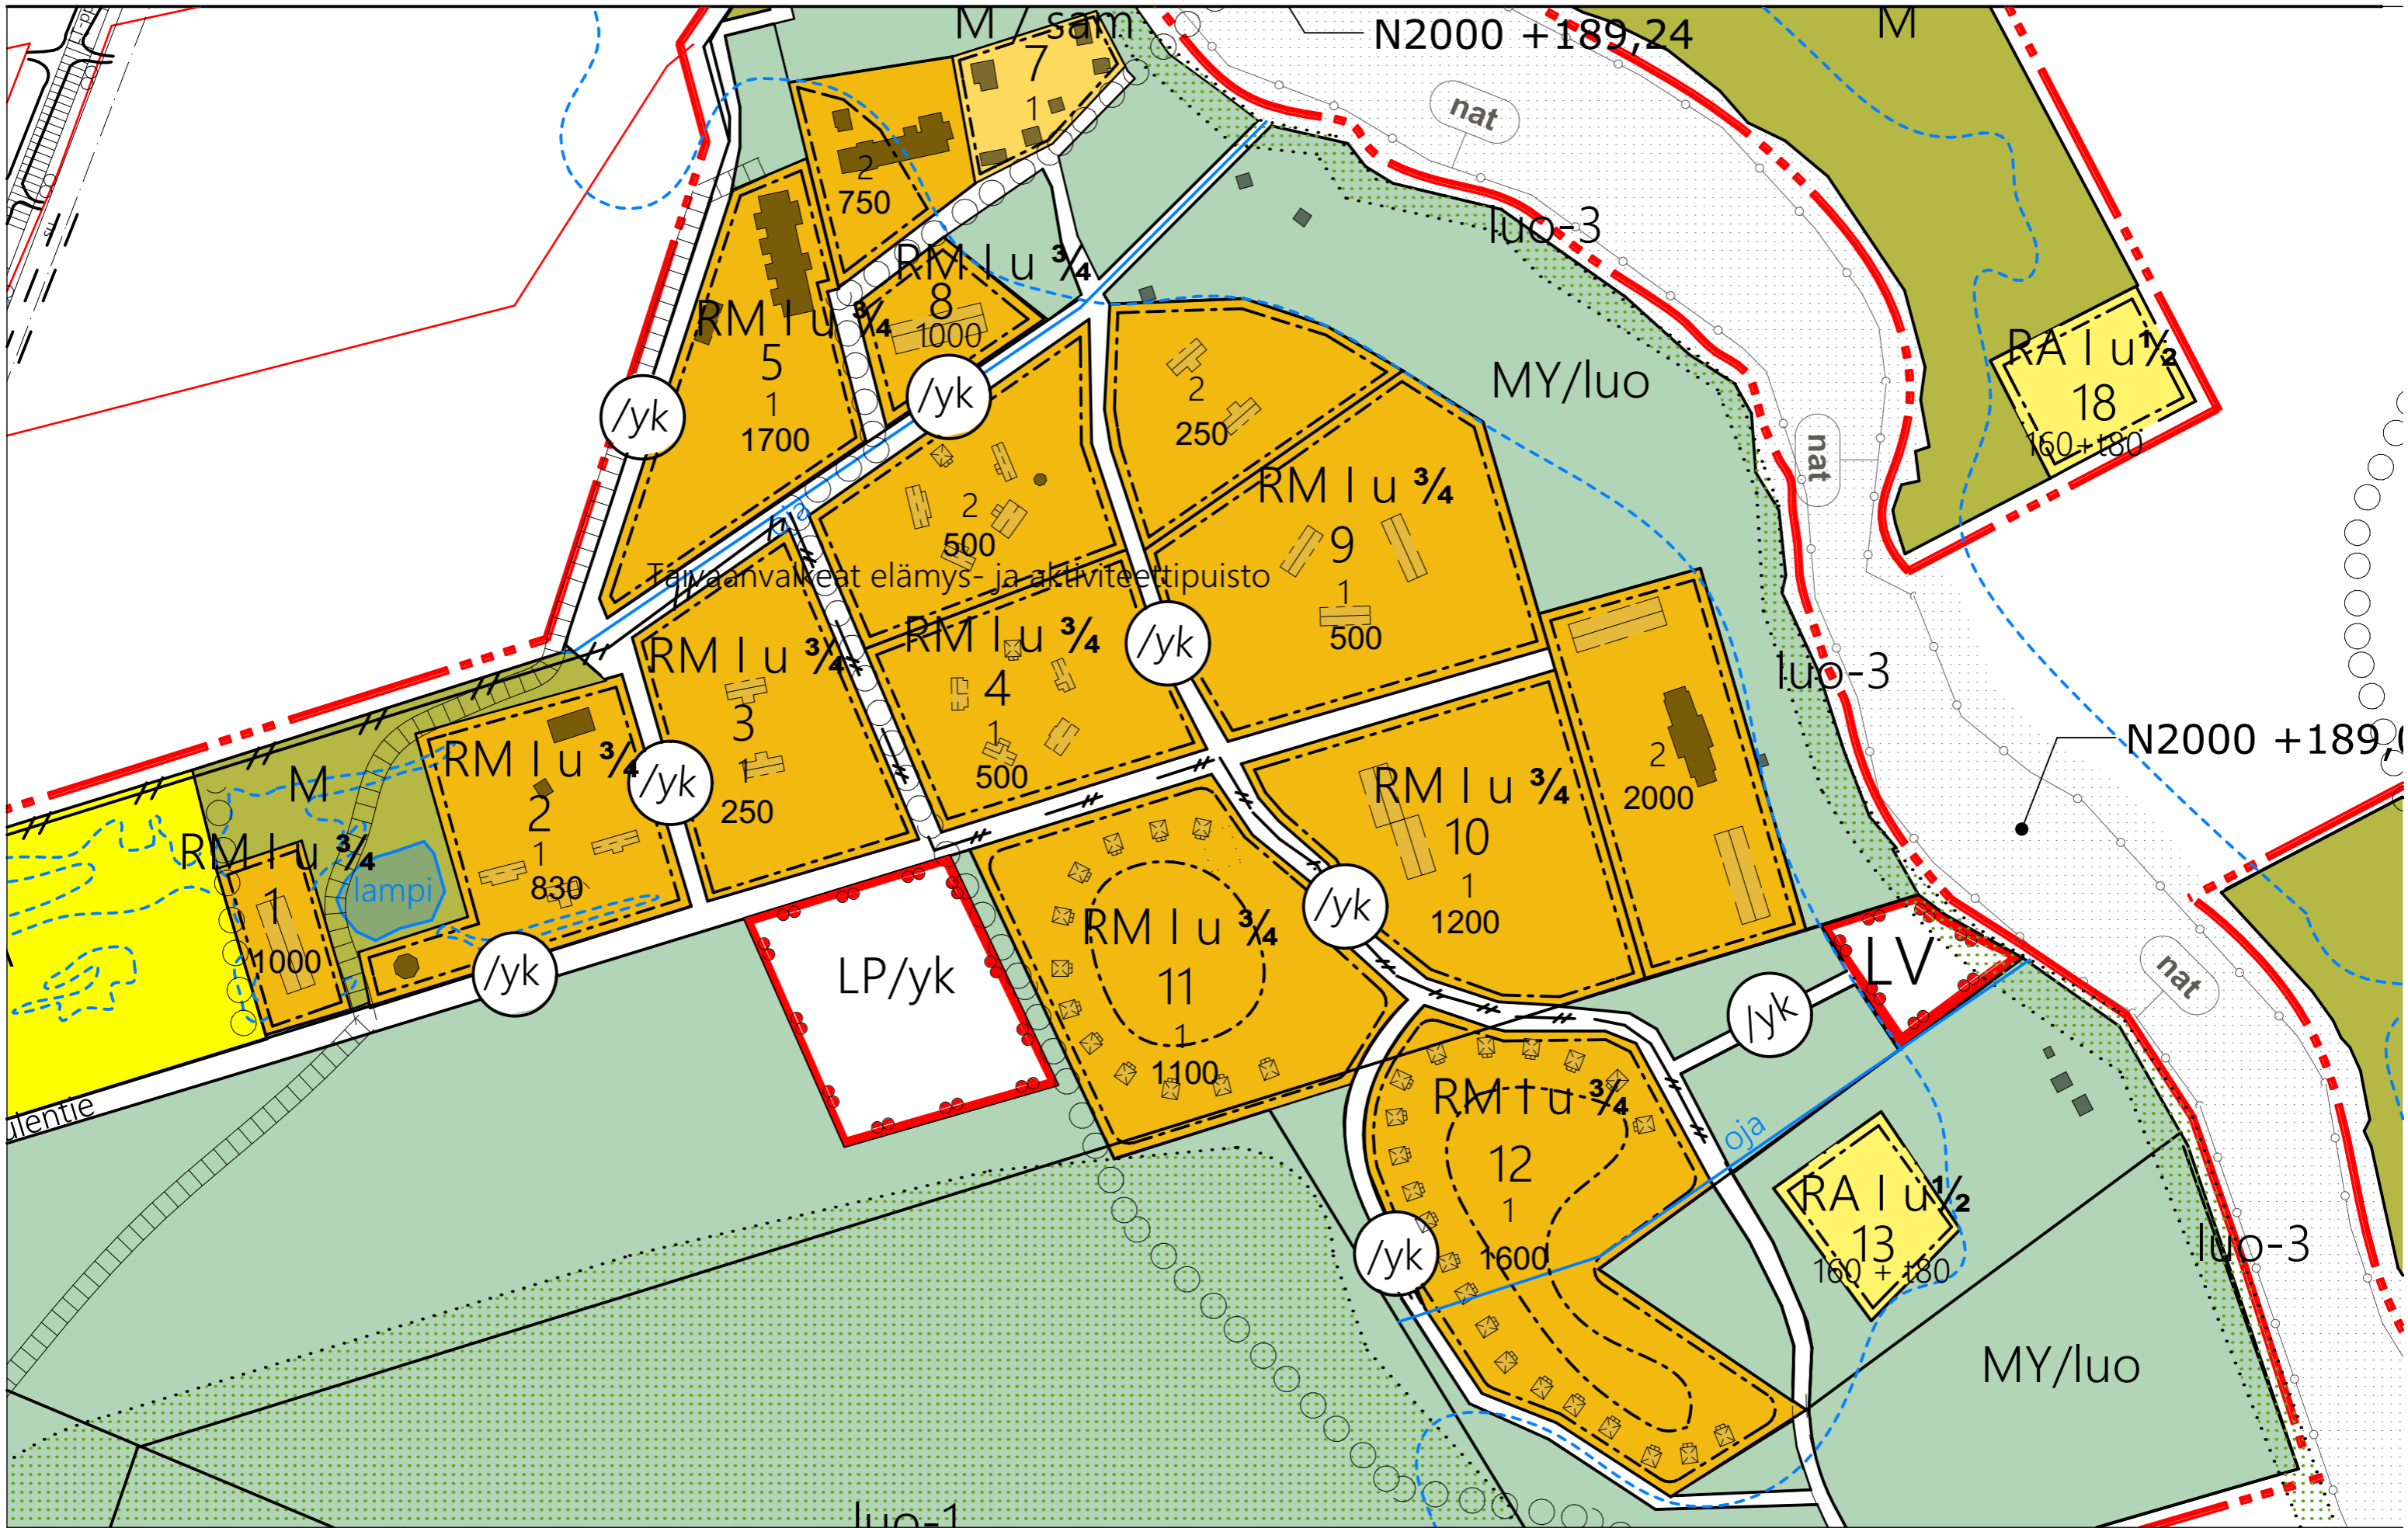 M / sam
7
1
N2000 +189,24
M
nat
2
750
luo-3
RM I u ¾
8
1000
RM I u ¾
5
1
1700
/yk
/yk
2
250
MY/luo
RA I u ½
18
160+t80
nat
RM I u ¾
9
1
500
oja
2
500
Taivaanvalkeat elämys- ja aktiviteettipuisto
RM I u ¾
3
1
250
RM I u ¾
4
1
500
/yk
luo-3
N2000 +189,
M
RM I u ¾
2
1
830
/yk
RM I u ¾
10
1
1200
2
2000
RM I u ¾
1
1000
lampi
/yk
LP/yk
RM I u ¾
11
1
1100
/yk
LV
/yk
nat
ulentie
RM I u ¾
12
1
1600
/yk
oja
RA I u ½
13
160 + t80
luo-3
MY/luo
luo-1